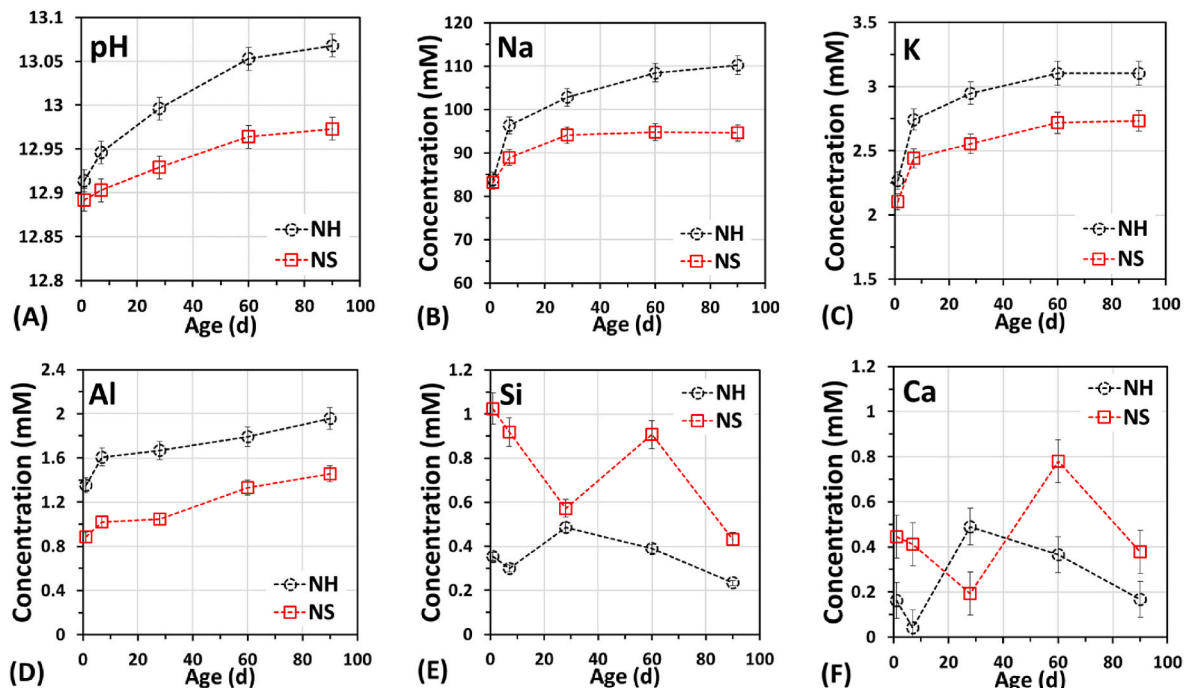 pH
13.1
13.05
13
12.95
12.9
12.85
12.8
0 20 40 60 80 100
Age (d)
NH
NS
(A)
Na
Concentration (mM)
120
110
100
90
80
70
60
0 20 40 60 80 100
Age (d)
NH
NS
(B)
K
Concentration (mM)
3.5
3
2.5
2
1.5
0 20 40 60 80 100
Age (d)
NH
NS
(C)
Al
Concentration (mM)
2.4
2
1.6
1.2
0.8
0.4
0
0 20 40 60 80 100
Age (d)
NH
NS
(D)
Si
Concentration (mM)
1.2
1
0.8
0.6
0.4
0.2
0
0 20 40 60 80 100
Age (d)
NH
NS
(E)
Ca
Concentration (mM)
1.2
1
0.8
0.6
0.4
0.2
0
0 20 40 60 80 100
Age (d)
NH
NS
(F)